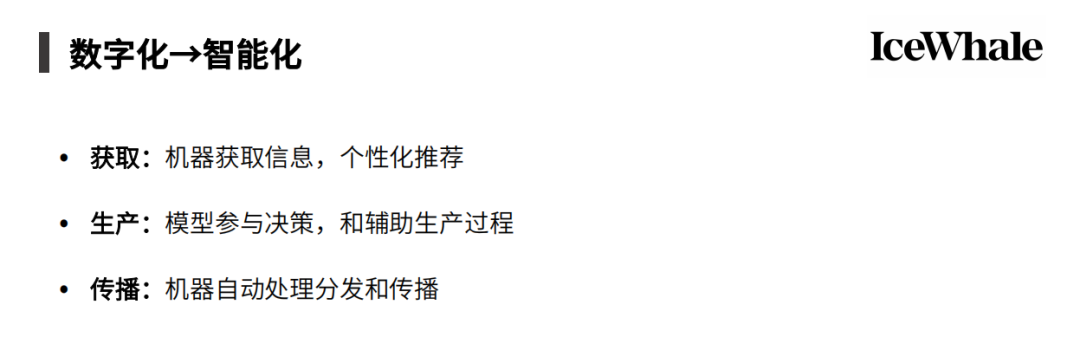 数字化→智能化
IceWhale
• 获取：机器获取信息，个性化推荐
• 生产：模型参与决策，和辅助生产过程
• 传播：机器自动处理分发和传播